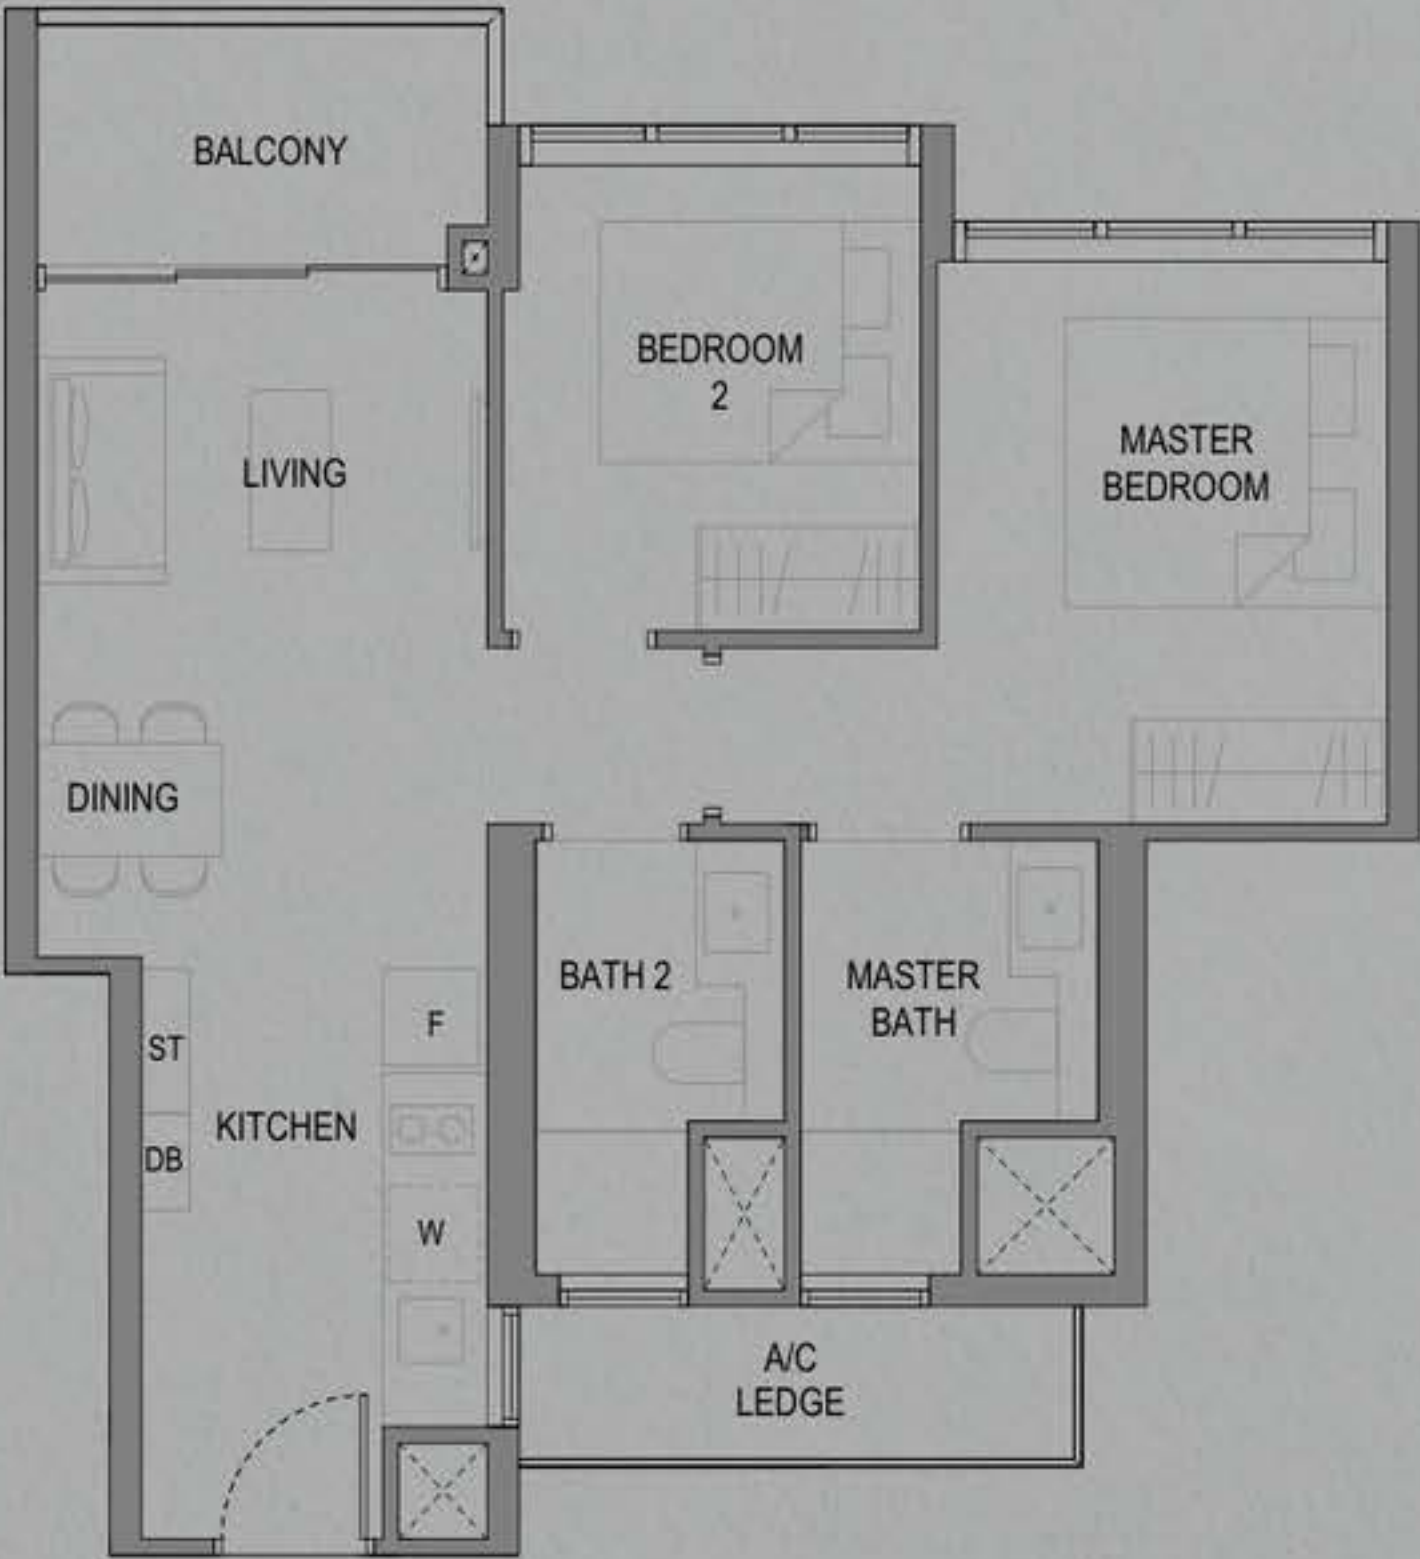 BALCONY
BEDROOM
2
MASTER
BEDROOM
LIVING
DINING
BATH 2
MASTER
BATH
F
ST
KITCHEN
DB
W
A/C
LEDGE